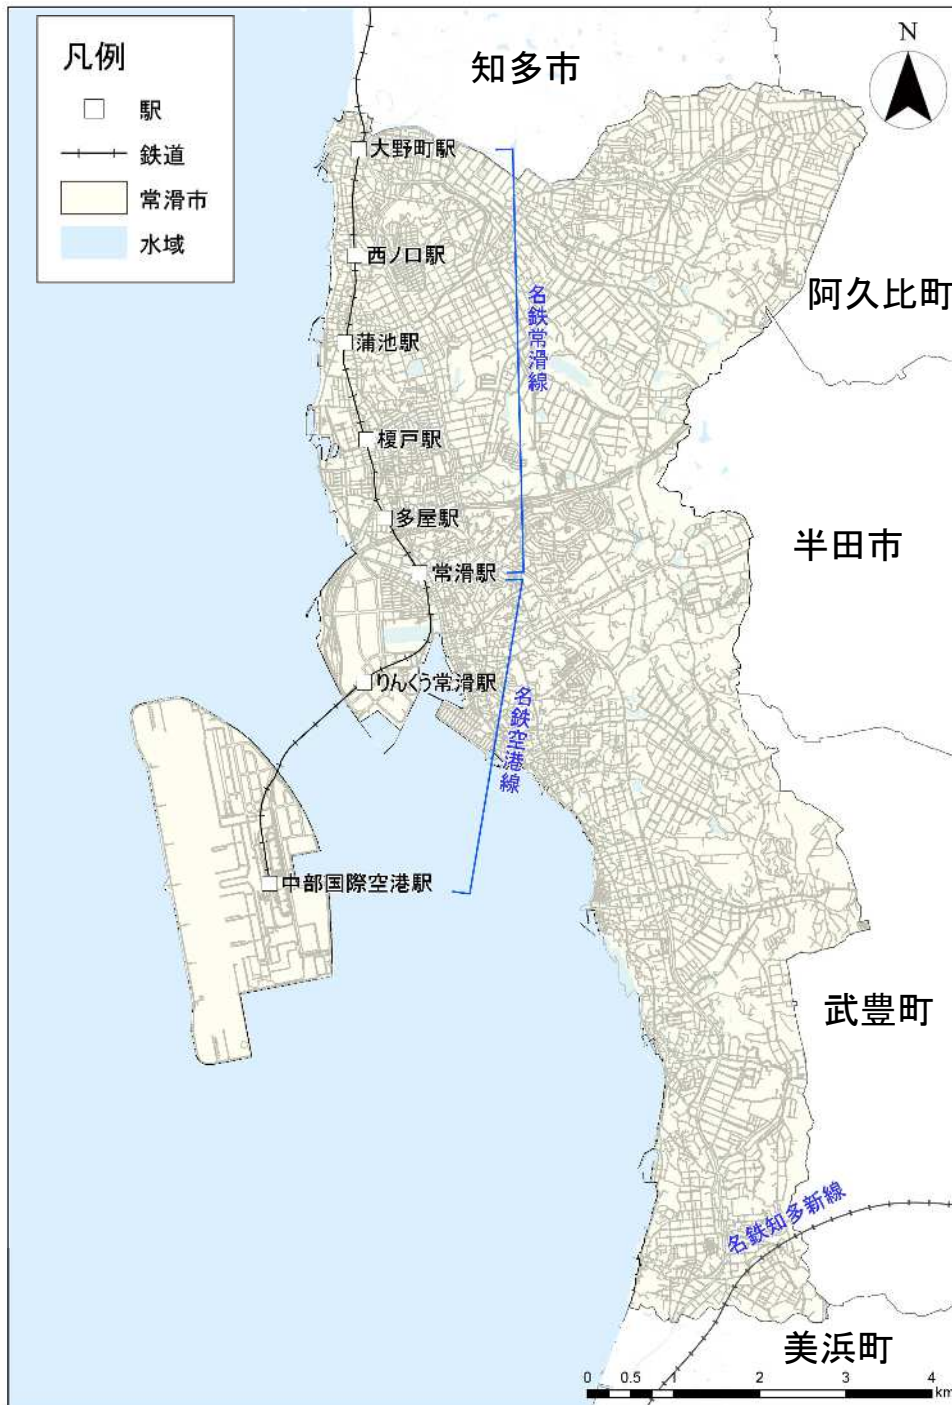 凡例
駅
鉄道
常滑市
水域
N
知多市
大野町駅
西ノ口駅
名鉄常滑線
阿久比町
蒲池駅
榎戸駅
多屋駅
半田市
常滑駅
りんくう常滑駅
名鉄空港線
中部国際空港駅
武豊町
名鉄知多新線
美浜町
0 0.5 1 2 3 4
km